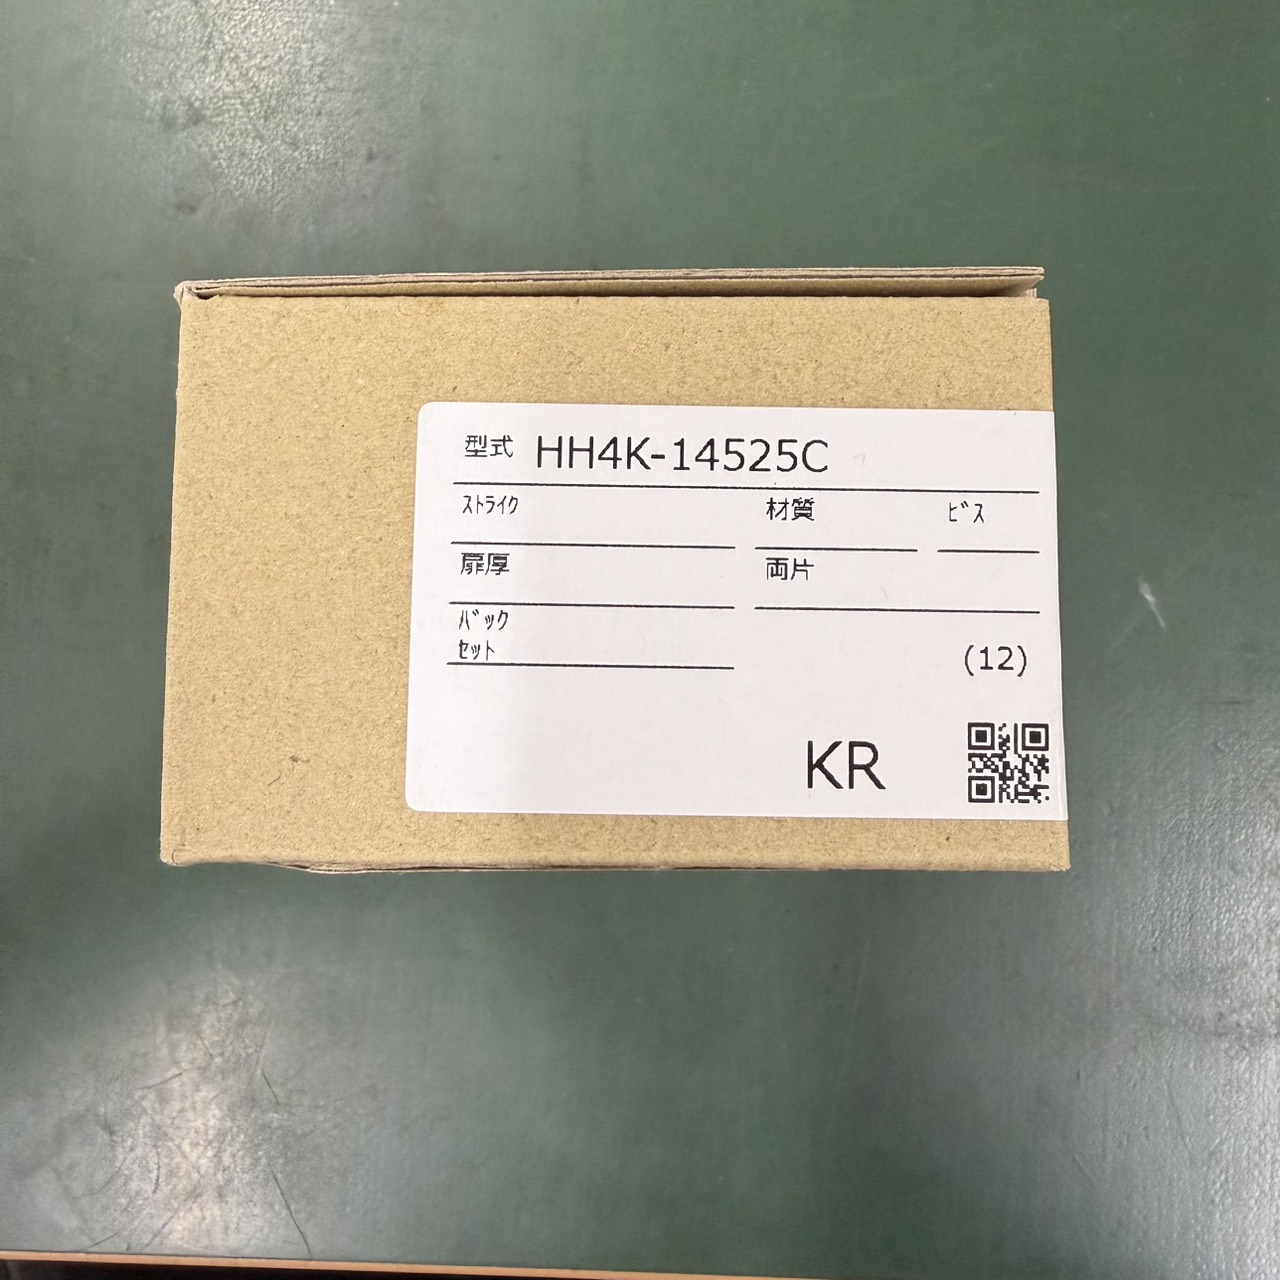 型式 HH4K-14525C
ｽﾄﾗｲｸ 材質 ﾋﾞｽ
扉厚 両片
ﾊﾞｯｸ
ｾｯﾄ
(12)
KR